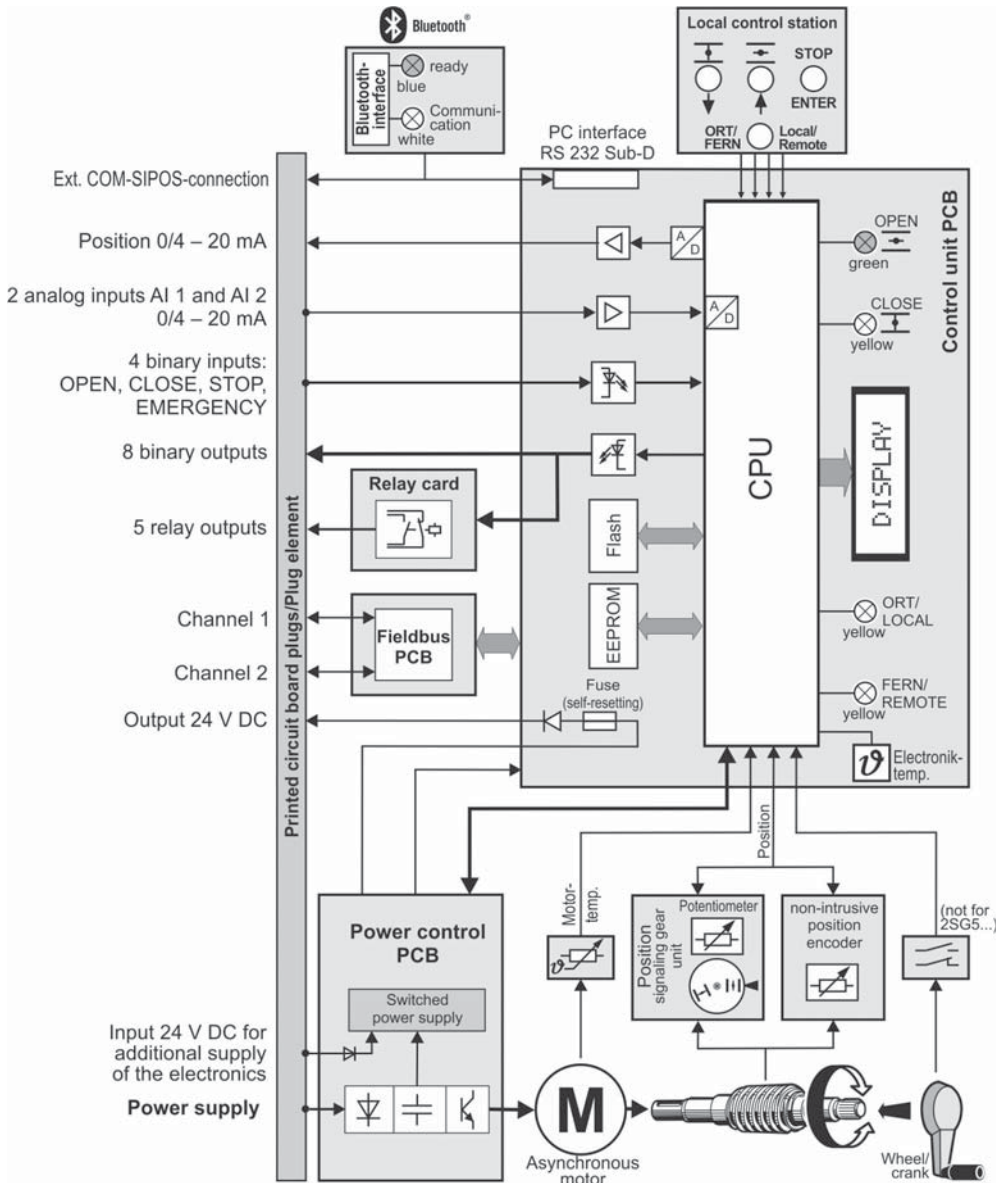 Bluetooth®
Bluetooth-
interface
ready
blue
Communi-
cation
white
Local control station
STOP
ENTER
ORT/
FERN
Local/
Remote
PC interface
RS 232 Sub-D
Ext. COM-SIPOS-connection
Position 0/4 – 20 mA
2 analog inputs AI 1 and AI 2
0/4 – 20 mA
4 binary inputs:
OPEN, CLOSE, STOP,
EMERGENCY
8 binary outputs
5 relay outputs
Channel 1
Channel 2
Output 24 V DC
Input 24 V DC for
additional supply
of the electronics
Power supply
Printed circuit board plugs/Plug element
Relay card
Fieldbus
PCB
A
D
A
D
Flash
EEPROM
Fuse
(self-resetting)
CPU
Control unit PCB
OPEN
green
CLOSE
yellow
DISPLAY
ORT/
LOCAL
yellow
FERN/
REMOTE
yellow
ϑ
Electronik-
temp.
Power control
PCB
Switched
power supply
Motor-
temp.
ϑ
Position
Position
signaling gear
unit
Potentiometer
non-intrusive
position
encoder
(not for
2SG5...)
M
Asynchronous
motor
Wheel/
crank